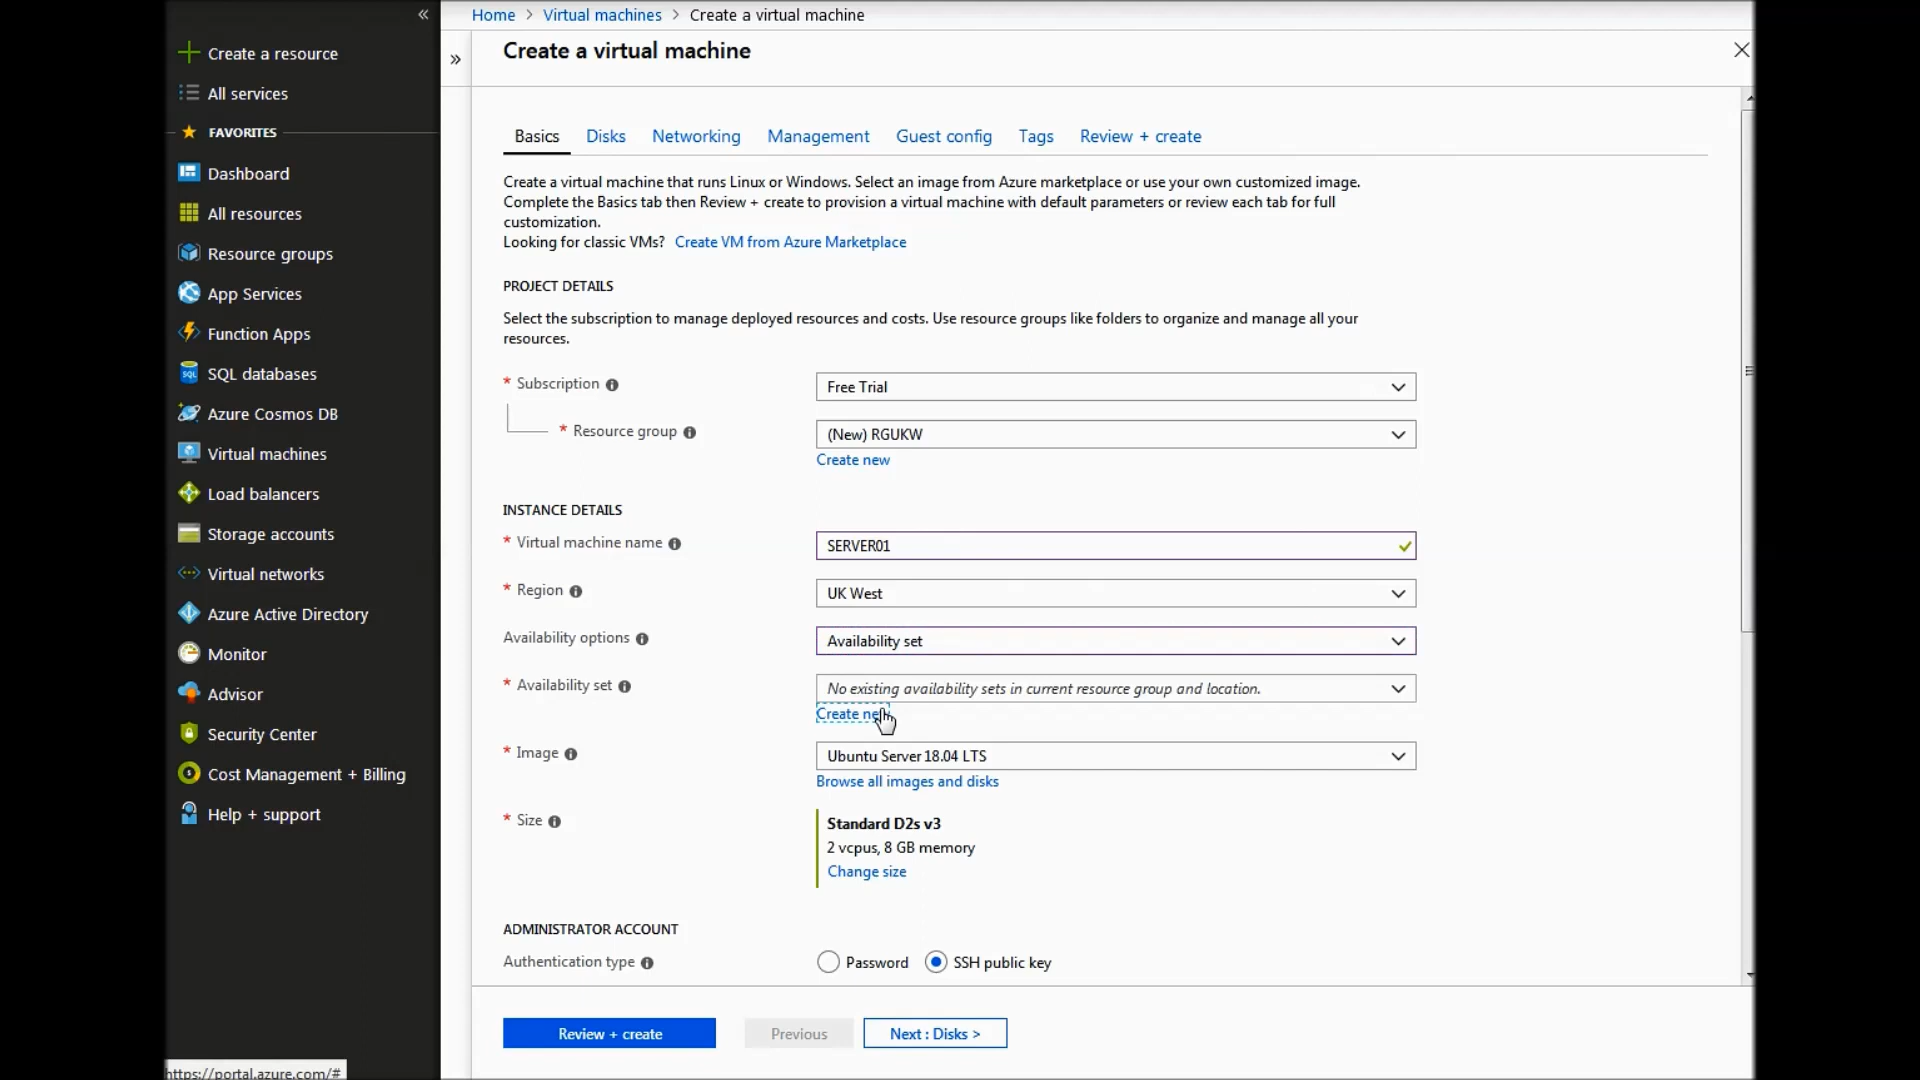 Home > Virtual machines > Create a virtual machine
«
Create a resource
All services
FAVORITES
Dashboard
All resources
Resource groups
App Services
Function Apps
SQL databases
Azure Cosmos DB
Virtual machines
Load balancers
Storage accounts
Virtual networks
Azure Active Directory
Monitor
Advisor
Security Center
Cost Management + Billing
Help + support
»
Create a virtual machine
Basics Disks Networking Management Guest config Tags Review + create
Create a virtual machine that runs Linux or Windows. Select an image from Azure marketplace or use your own customized image.
Complete the Basics tab then Review + create to provision a virtual machine with default parameters or review each tab for full
customization.
Looking for classic VMs? Create VM from Azure Marketplace
PROJECT DETAILS
Select the subscription to manage deployed resources and costs. Use resource groups like folders to organize and manage all your
resources.
* Subscription Free Trial
* Resource group (New) RGUKW
Create new
INSTANCE DETAILS
* Virtual machine name SERVER01
* Region UK West
Availability options Availability set
* Availability set No existing availability sets in current resource group and location.
Create new
* Image Ubuntu Server 18.04 LTS
Browse all images and disks
* Size Standard D2s v3
2 vcpus, 8 GB memory
Change size
ADMINISTRATOR ACCOUNT
Authentication type Password SSH public key
Review + create Previous Next : Disks >
https://portal.azure.com/#